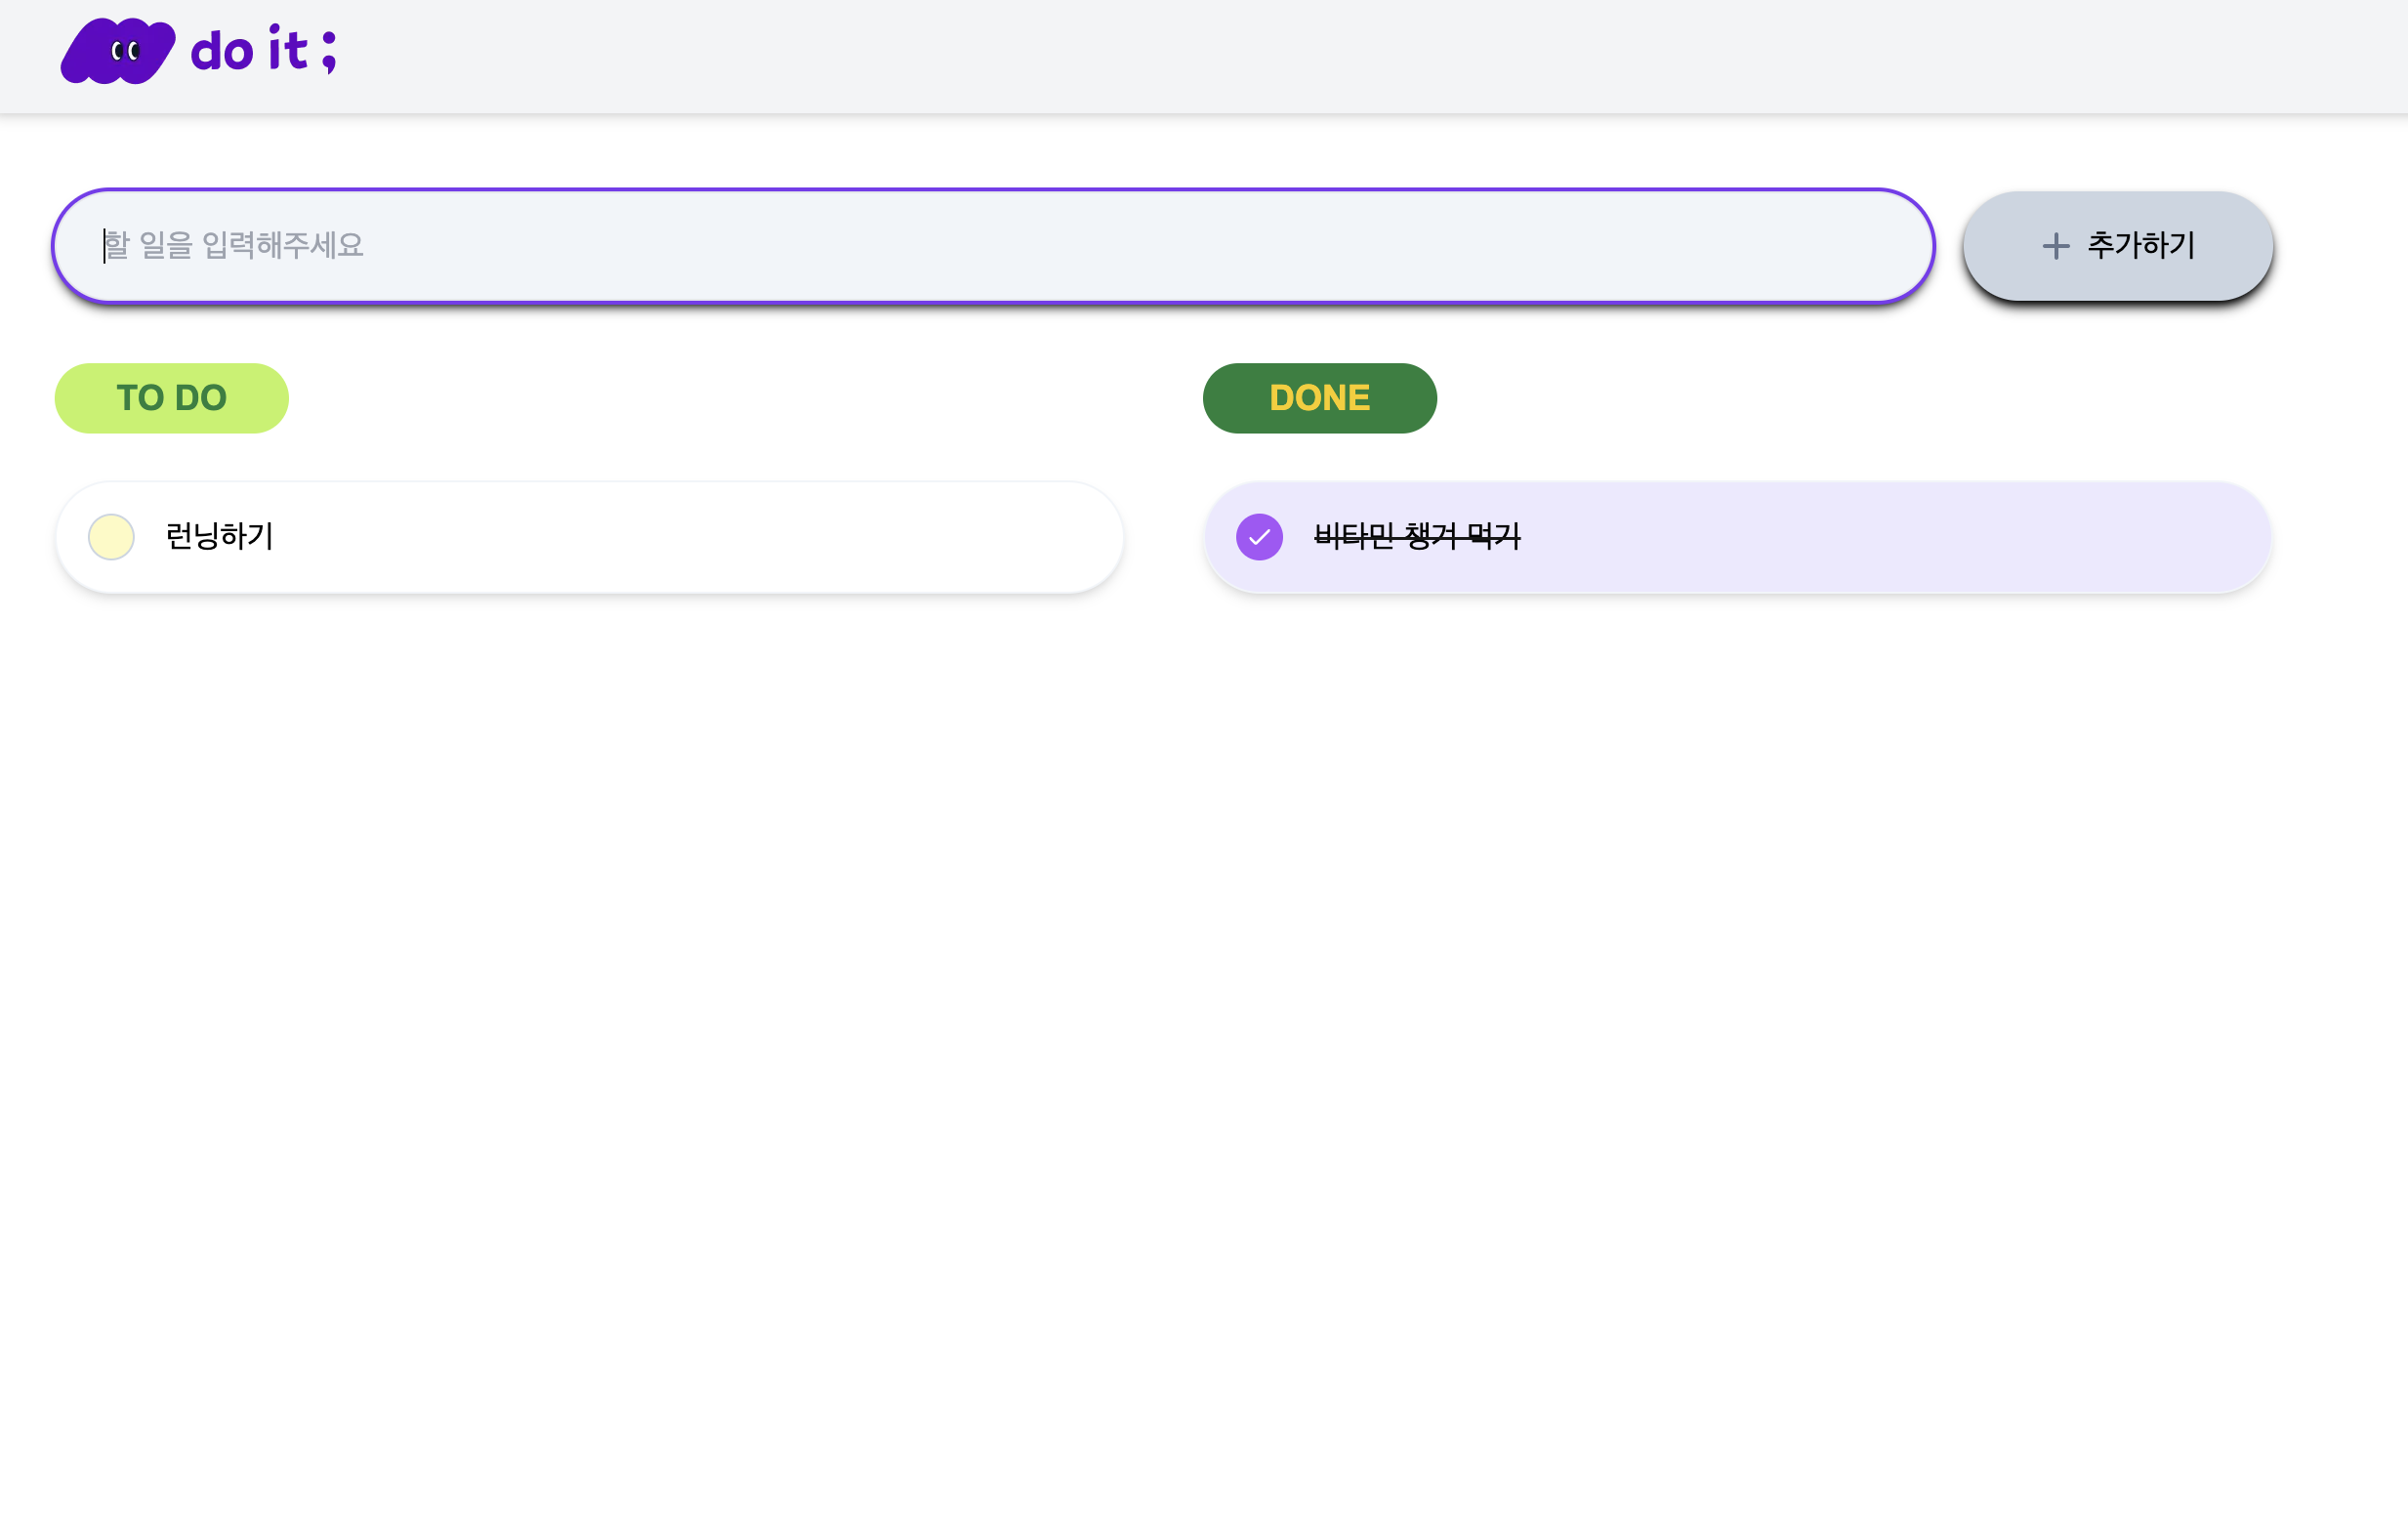 do it ;
할 일을 입력해주세요
추가하기
TO DO
DONE
런닝하기
비타민 챙겨 먹기